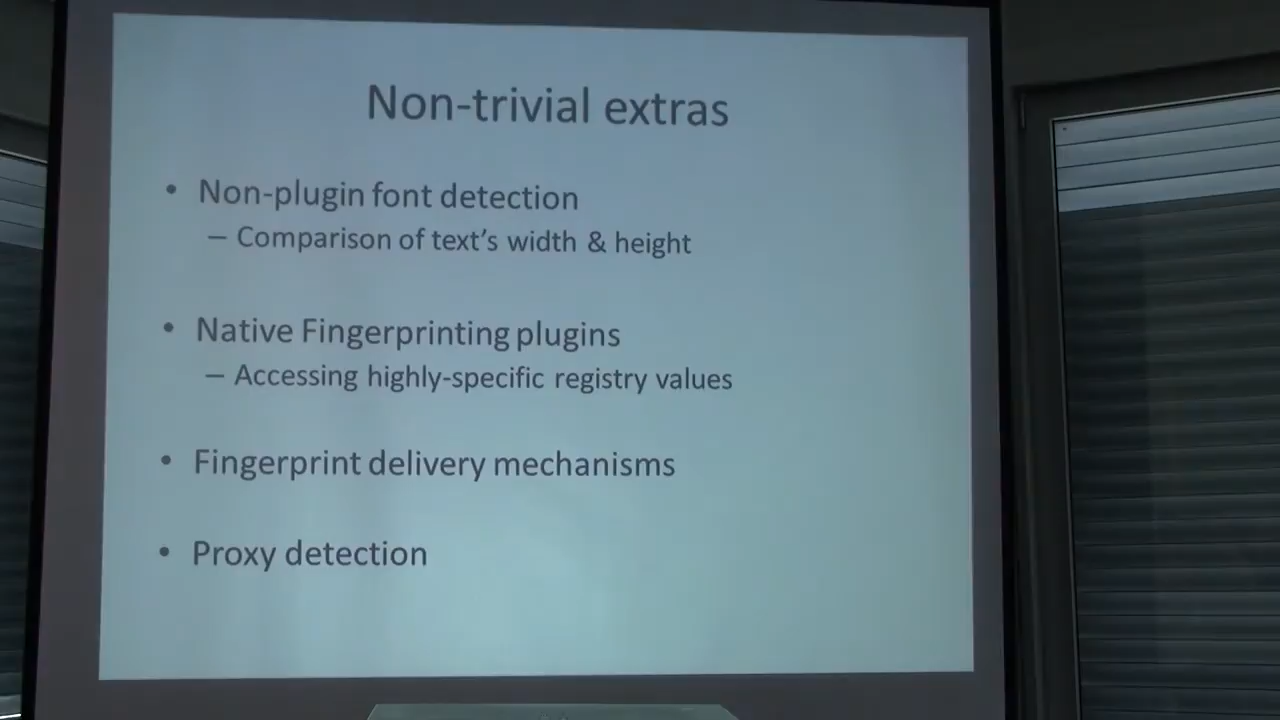 Non-trivial extras
• Non-plugin font detection
– Comparison of text's width & height
• Native Fingerprinting plugins
– Accessing highly-specific registry values
• Fingerprint delivery mechanisms
• Proxy detection